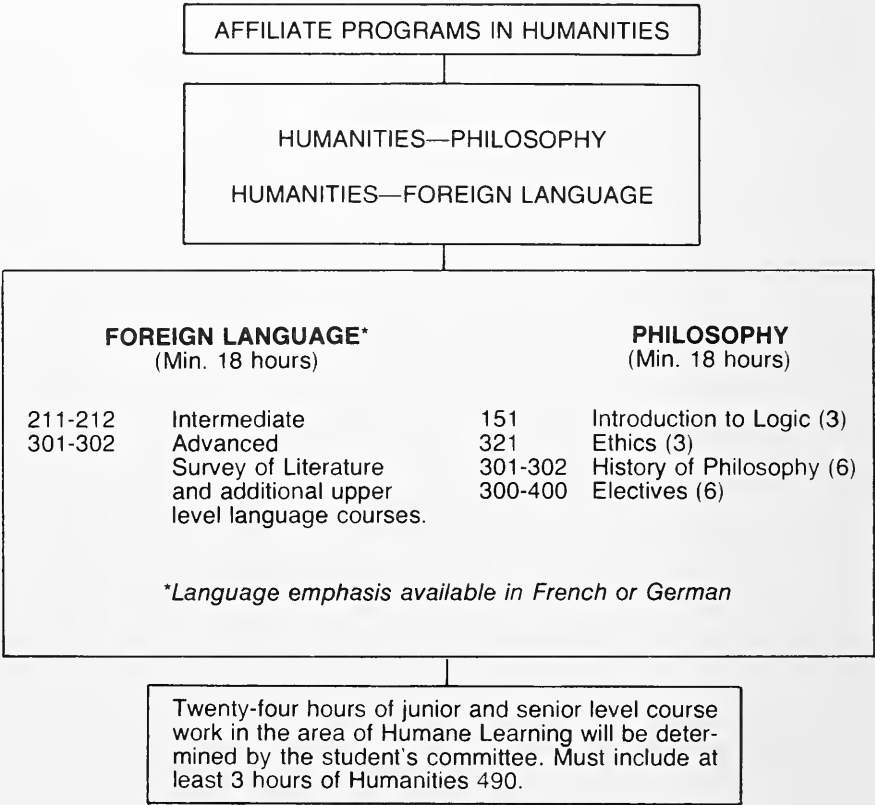 AFFILIATE PROGRAMS IN HUMANITIES
HUMANITIES—PHILOSOPHY
HUMANITIES—FOREIGN LANGUAGE
FOREIGN LANGUAGE*
(Min. 18 hours)
211-212 Intermediate
301-302 Advanced
Survey of Literature
and additional upper
level language courses.
PHILOSOPHY
(Min. 18 hours)
151 Introduction to Logic (3)
321 Ethics (3)
301-302 History of Philosophy (6)
300-400 Electives (6)
*Language emphasis available in French or German
Twenty-four hours of junior and senior level course
work in the area of Humane Learning will be deter-
mined by the student's committee. Must include at
least 3 hours of Humanities 490.